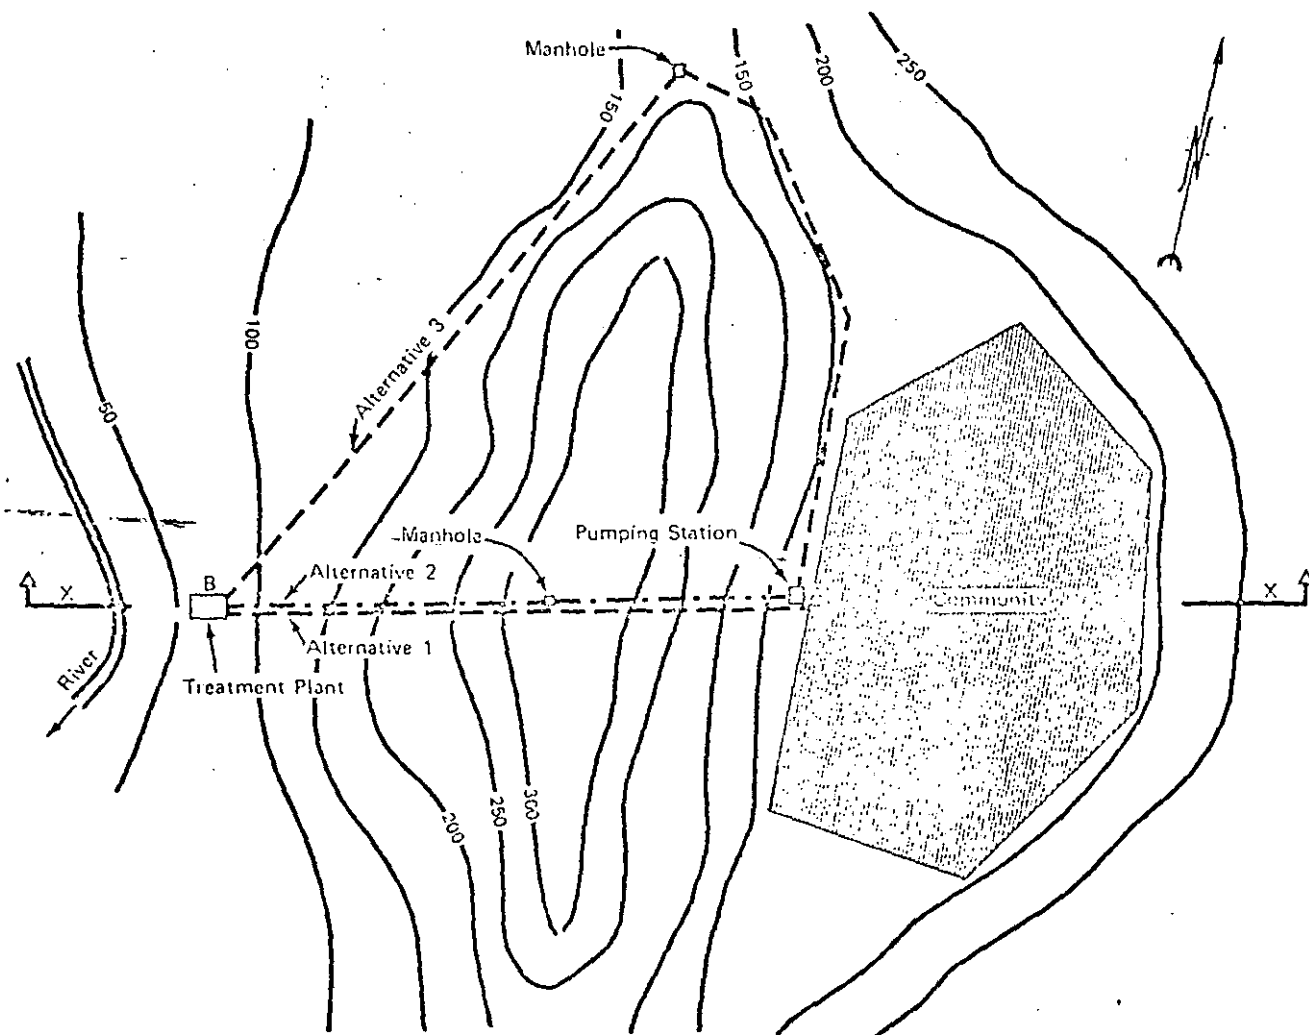 Manhole
150
150
200
250
N
100
Alternative 3
50
Manhole
Pumping Station
B
Alternative 2
X
Community
X
Alternative 1
River
Treatment Plant
200
250
300